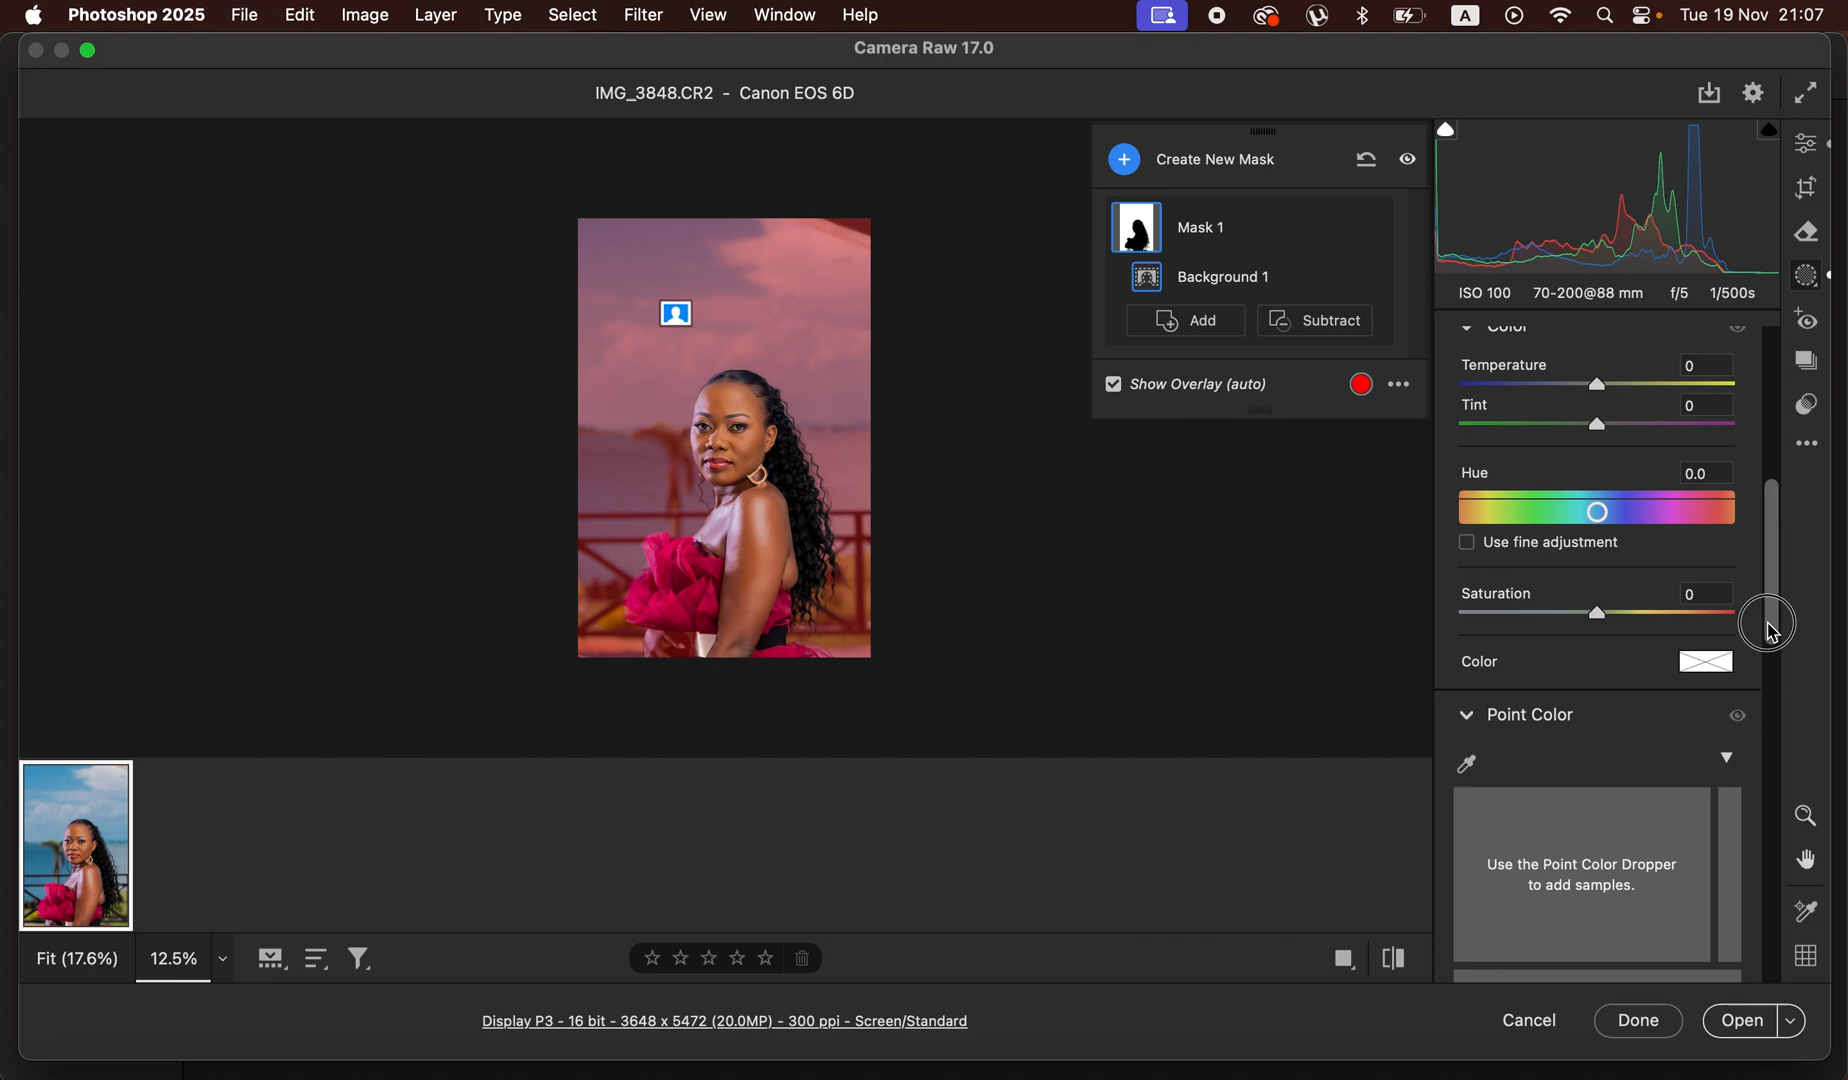 Photoshop 2025 File Edit Image Layer Type Select Filter View Window Help A Tue 19 Nov 21:07
Camera Raw 17.0
IMG_3848.CR2 - Canon EOS 6D
Create New Mask
Mask 1
Background 1
Add Subtract
Show Overlay (auto)
ISO 100 70-200@88 mm f/5 1/500s
Color
Temperature 0
Tint 0
Hue 0.0
Use fine adjustment
Saturation 0
Color
Point Color
Use the Point Color Dropper
to add samples.
Fit (17.6%) 12.5%
Display P3 - 16 bit - 3648 x 5472 (20.0MP) - 300 ppi - Screen/Standard
Cancel Done Open